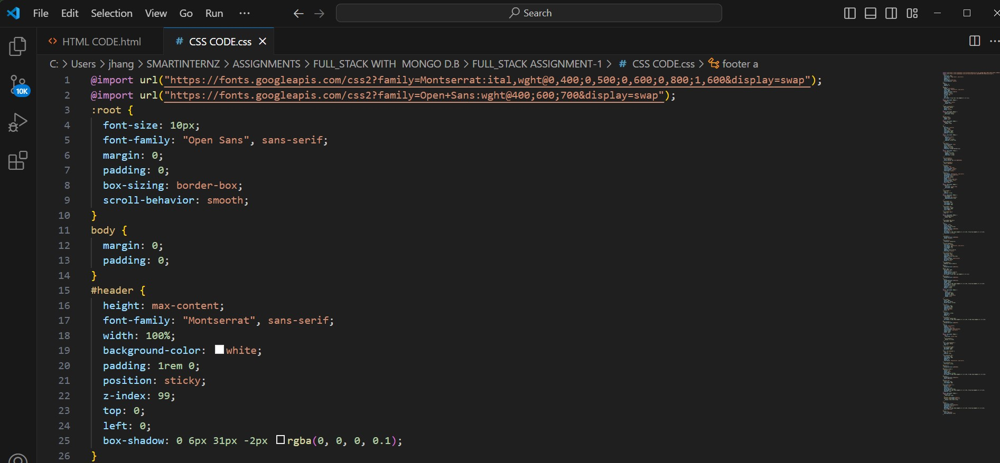 File Edit Selection View Go Run ··· Search
HTML CODE.html # CSS CODE.css
C: > Users > jhang > SMARTINTERNZ > ASSIGNMENTS > FULL_STACK WITH MONGO D.B > FULL_STACK ASSIGNMENT-1 > # CSS CODE.css > footer a
10K
1 @import url("https://fonts.googleapis.com/css2?family=Montserrat:ital,wght@0,400;0,500;0,600;0,800;1,600&display=swap");
2 @import url("https://fonts.googleapis.com/css2?family=Open+Sans:wght@400;600;700&display=swap");
3 :root {
4 font-size: 10px;
5 font-family: "Open Sans", sans-serif;
6 margin: 0;
7 padding: 0;
8 box-sizing: border-box;
9 scroll-behavior: smooth;
10 }
11 body {
12 margin: 0;
13 padding: 0;
14 }
15 #header {
16 height: max-content;
17 font-family: "Montserrat", sans-serif;
18 width: 100%;
19 background-color: white;
20 padding: 1rem 0;
21 position: sticky;
22 z-index: 99;
23 top: 0;
24 left: 0;
25 box-shadow: 0 6px 31px -2px rgba(0, 0, 0, 0.1);
26 }